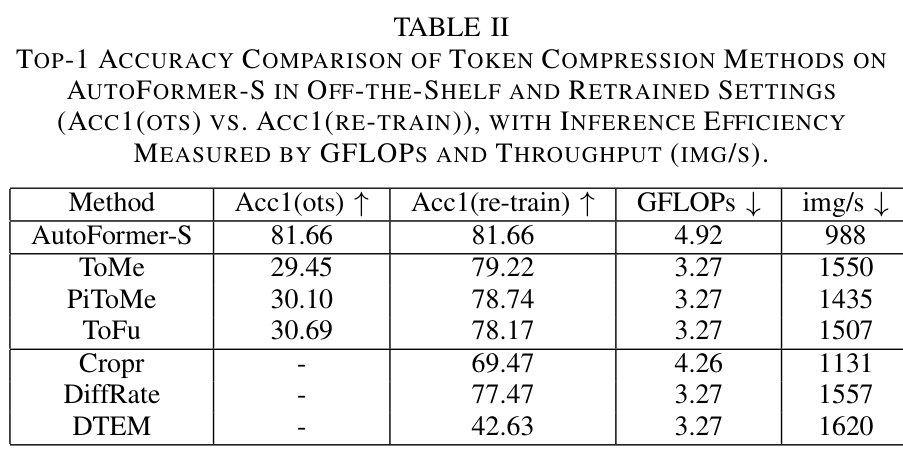 TABLE II
TOP-1 ACCURACY COMPARISON OF TOKEN COMPRESSION METHODS ON
AUTOFORMER-S IN OFF-THE-SHELF AND RETRAINED SETTINGS
(ACC1(OTS) VS. ACC1(RE-TRAIN)), WITH INFERENCE EFFICIENCY
MEASURED BY GFLOPS AND THROUGHPUT (IMG/S).
Method Acc1(ots) ↑ Acc1(re-train) ↑ GFLOPs ↓ img/s ↓
AutoFormer-S 81.66 81.66 4.92 988
ToMe 29.45 79.22 3.27 1550
PiToMe 30.10 78.74 3.27 1435
ToFu 30.69 78.17 3.27 1507
Cropr - 69.47 4.26 1131
DiffRate - 77.47 3.27 1557
DTEM - 42.63 3.27 1620